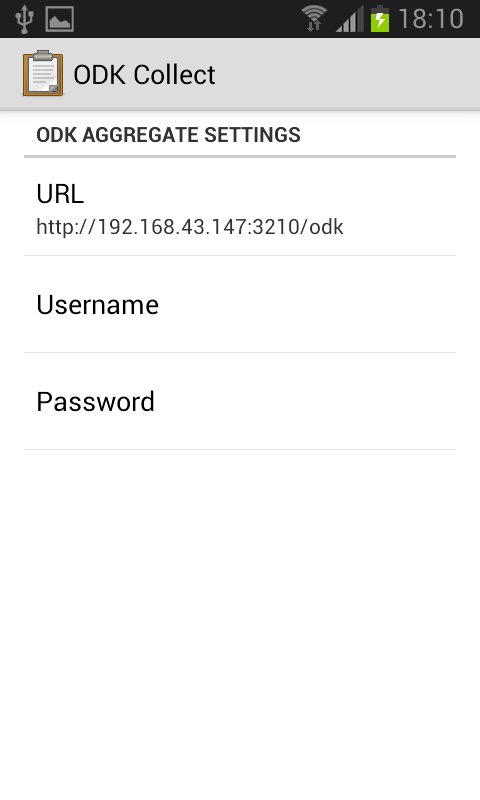 18:10
ODK Collect
ODK AGGREGATE SETTINGS
URL
http://192.168.43.147:3210/odk
Username
Password